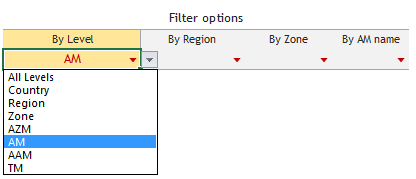 Filter options
By Level By Region By Zone By AM name
AM
All Levels
Country
Region
Zone
AZM
AM
AAM
TM